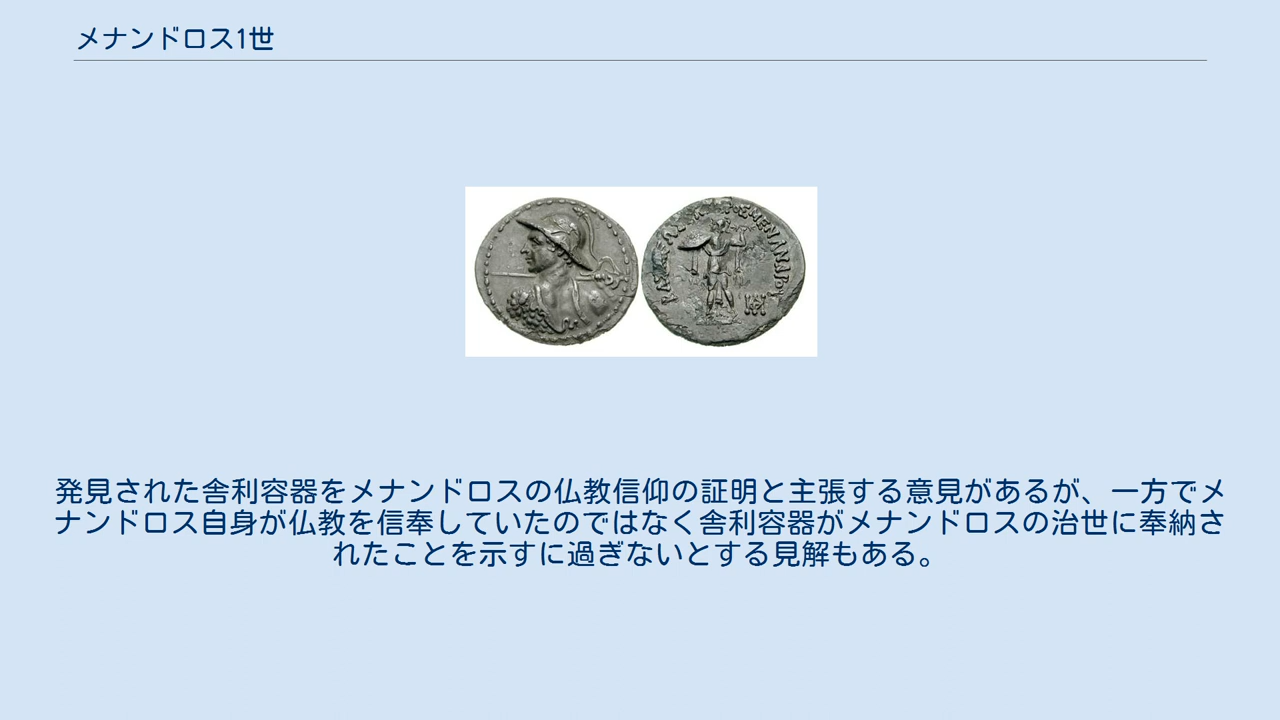 メナンドロス1世
発見された舎利容器をメナンドロスの仏教信仰の証明と主張する意見があるが、一方でメ
ナンドロス自身が仏教を信奉していたのではなく舎利容器がメナンドロスの治世に奉納さ
れたことを示すに過ぎないとする見解もある。
ΜΕΝΑΝΔΡΟΥ